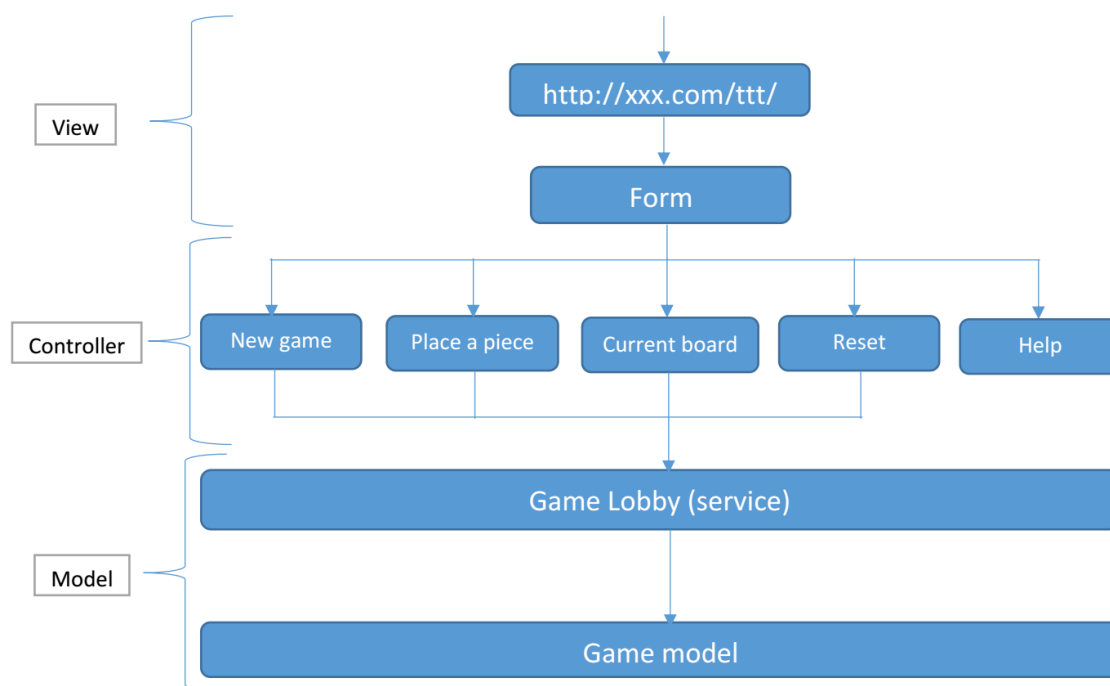 http://xxx.com/ttt/
View
Form
New game
Place a piece
Current board
Reset
Help
Controller
Game Lobby (service)
Model
Game model